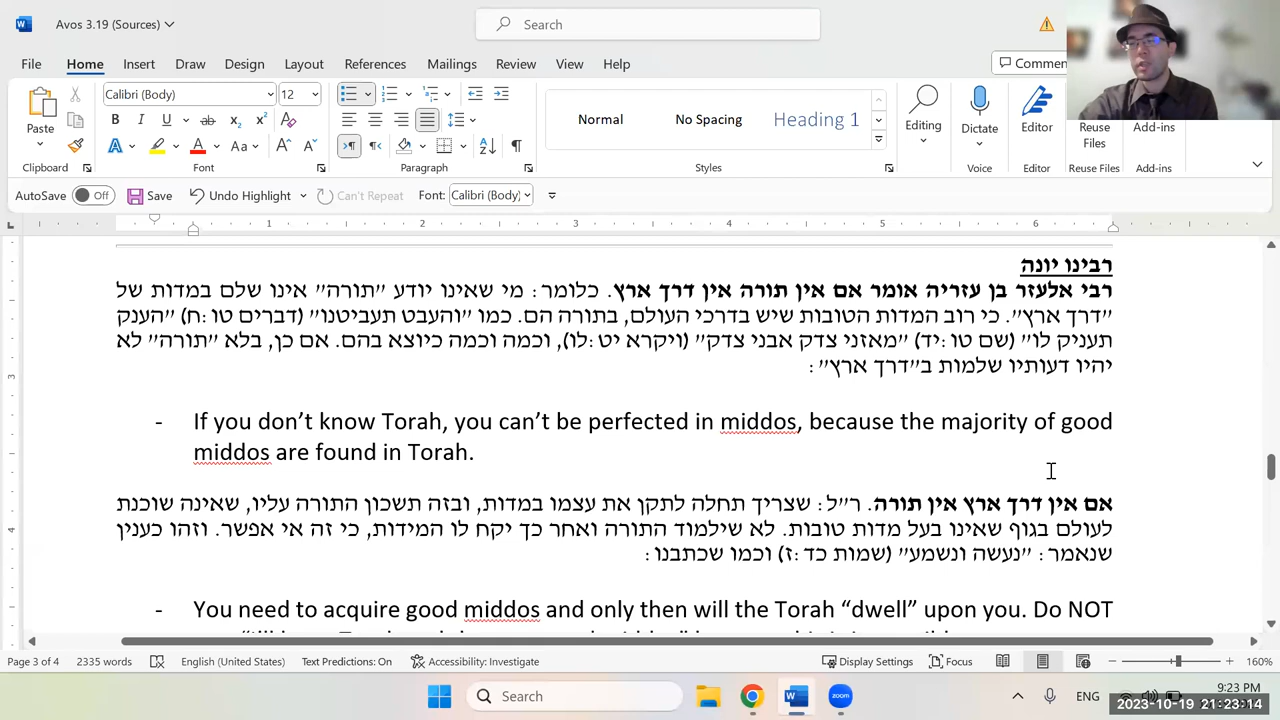 Avos 3.19 (Sources)
Search
File Home Insert Draw Design Layout References Mailings Review View Help
Commen
Calibri (Body) 12
Normal No Spacing Heading 1
Paste
Editing
Dictate
Editor
Reuse Files
Add-ins
Clipboard Font Paragraph Styles Voice Editor Reuse Files Add-ins
AutoSave Off Save Undo Highlight Can't Repeat Font: Calibri (Body)
1 2 3 4 5 6
רבינו יונה
רבי אלעזר בן עזריה אומר אם אין תורה אין דרך ארץ. כלומר: מי שאינו יודע "תורה" אינו שלם במדות של
"דרך ארץ". כי רוב המדות הטובות שיש בדרכי העולם, בתורה הם. כמו "והעבט תעביטנו" (דברים טו:ח) "הענק
תעניק לו" (שם טו:יד) "מאזני צדק אבני צדק" (ויקרא יט:לו), וכמה וכמה כיוצא בהם. אם כן, בלא "תורה" לא
יהיו דעותיו שלמות ב"דרך ארץ":
- If you don't know Torah, you can't be perfected in middos, because the majority of good
middos are found in Torah.
אם אין דרך ארץ אין תורה. ר"ל: שצריך תחלה לתקן את עצמו במדות, ובזה תשכון התורה עליו, שאינה שוכנת
לעולם בגוף שאינו בעל מדות טובות. לא שילמוד התורה ואחר כך יקח לו המידות, כי זה אי אפשר. וזהו כענין
שנאמר: "נעשה ונשמע" (שמות כד:ז) וכמו שכתבנו:
- You need to acquire good middos and only then will the Torah "dwell" upon you. Do NOT
3
4
Page 3 of 4 2335 words English (United States) Text Predictions: On Accessibility: Investigate Display Settings Focus 160%
Search
zoom
ENG
9:23 PM
2023-10-19 21:23:14